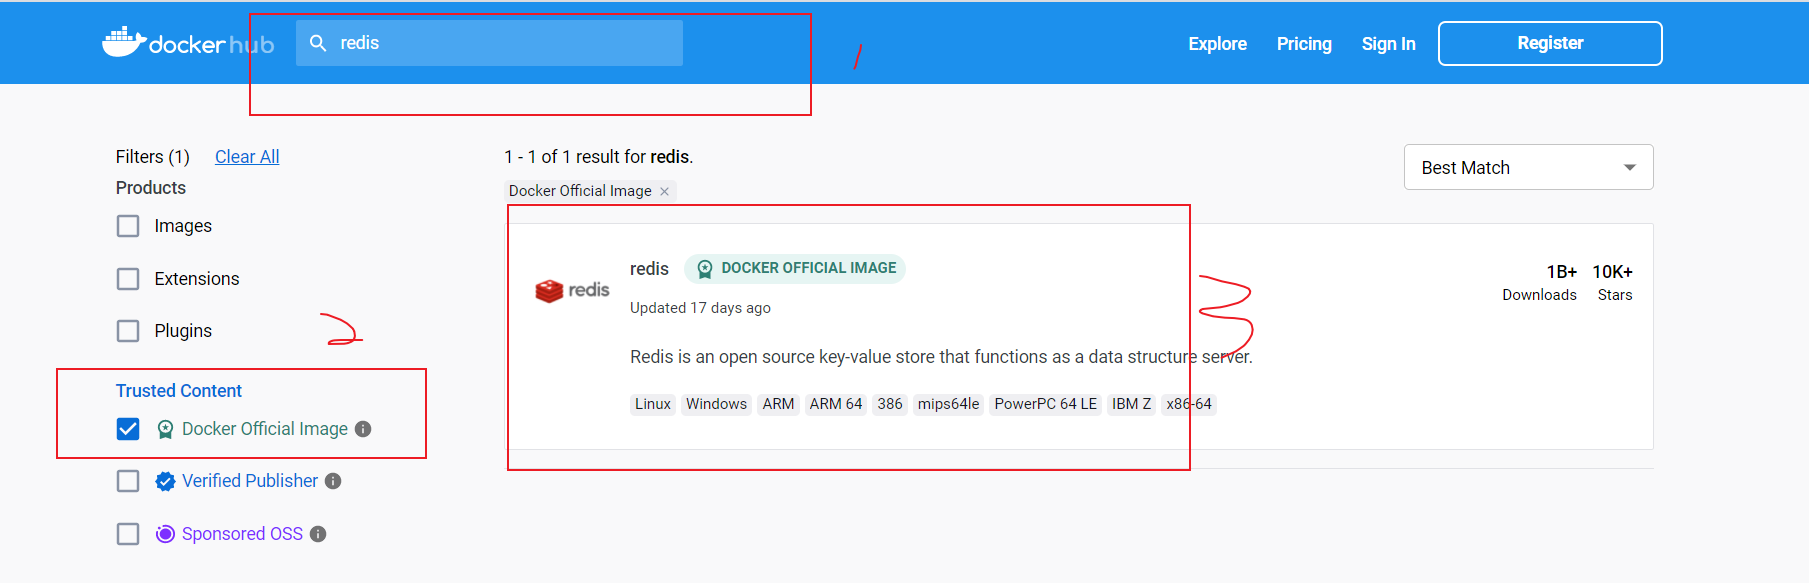 docker hub
redis
Explore
Pricing
Sign In
Register
1
Filters (1)
Clear All
Products
Images
Extensions
Plugins
2
Trusted Content
Docker Official Image
Verified Publisher
Sponsored OSS
1 - 1 of 1 result for redis.
Best Match
Docker Official Image
redis
redis
DOCKER OFFICIAL IMAGE
Updated 17 days ago
Redis is an open source key-value store that functions as a data structure server.
Linux Windows ARM ARM 64 386 mips64le PowerPC 64 LE IBM Z x86-64
3
1B+ 10K+
Downloads Stars